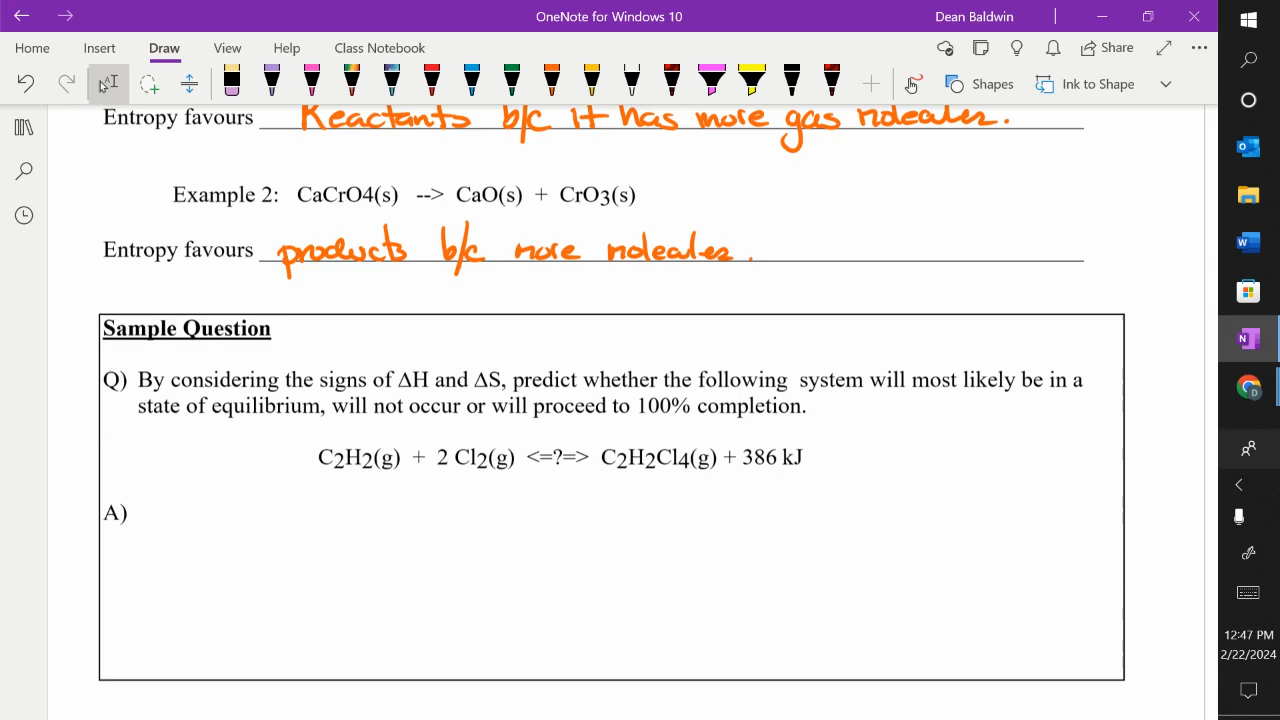 OneNote for Windows 10
Dean Baldwin
Home Insert Draw View Help Class Notebook
Share
Shapes
Ink to Shape
Entropy favours Reactants b/c it has more gas molecules.
Example 2: CaCrO4(s) --> CaO(s) + CrO3(s)
Entropy favours products b/c more molecules.
Sample Question
Q) By considering the signs of ΔH and ΔS, predict whether the following system will most likely be in a
state of equilibrium, will not occur or will proceed to 100% completion.
C2H2(g) + 2 Cl2(g) <=?=> C2H2Cl4(g) + 386 kJ
A)
12:47 PM
2/22/2024